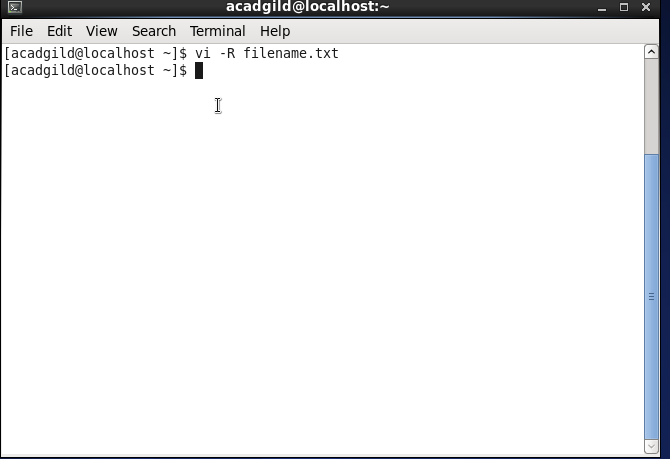 acadgild@localhost:~
File Edit View Search Terminal Help
[acadgild@localhost ~]$ vi -R filename.txt
[acadgild@localhost ~]$